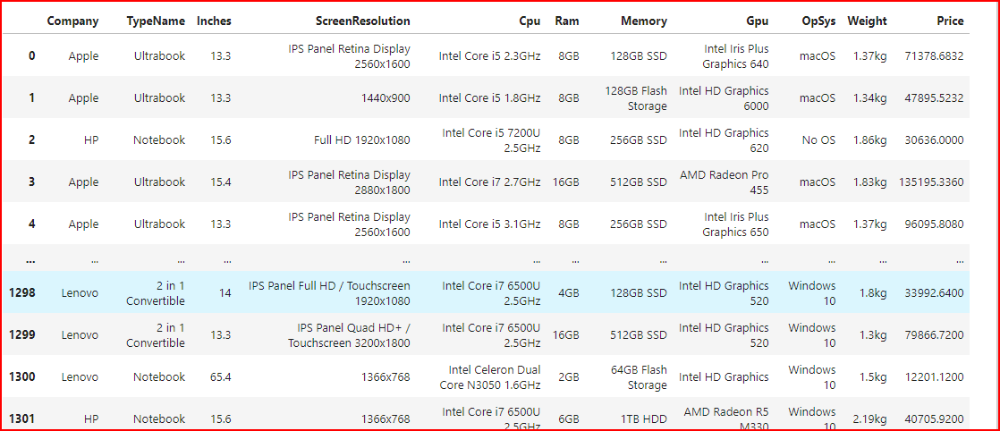 Company TypeName Inches ScreenResolution Cpu Ram Memory Gpu OpSys Weight Price
0 Apple Ultrabook 13.3 IPS Panel Retina Display 2560x1600 Intel Core i5 2.3GHz 8GB 128GB SSD Intel Iris Plus Graphics 640 macOS 1.37kg 71378.6832
1 Apple Ultrabook 13.3 1440x900 Intel Core i5 1.8GHz 8GB 128GB Flash Storage Intel HD Graphics 6000 macOS 1.34kg 47895.5232
2 HP Notebook 15.6 Full HD 1920x1080 Intel Core i5 7200U 2.5GHz 8GB 256GB SSD Intel HD Graphics 620 No OS 1.86kg 30636.0000
3 Apple Ultrabook 15.4 IPS Panel Retina Display 2880x1800 Intel Core i7 2.7GHz 16GB 512GB SSD AMD Radeon Pro 455 macOS 1.83kg 135195.3360
4 Apple Ultrabook 13.3 IPS Panel Retina Display 2560x1600 Intel Core i5 3.1GHz 8GB 256GB SSD Intel Iris Plus Graphics 650 macOS 1.37kg 96095.8080
... ... ... ... ... ... ... ... ... ... ... ...
1298 Lenovo 2 in 1 Convertible 14 IPS Panel Full HD / Touchscreen 1920x1080 Intel Core i7 6500U 2.5GHz 4GB 128GB SSD Intel HD Graphics 520 Windows 10 1.8kg 33992.6400
1299 Lenovo 2 in 1 Convertible 13.3 IPS Panel Quad HD+ / Touchscreen 3200x1800 Intel Core i7 6500U 2.5GHz 16GB 512GB SSD Intel HD Graphics 520 Windows 10 1.3kg 79866.7200
1300 Lenovo Notebook 65.4 1366x768 Intel Celeron Dual Core N3050 1.6GHz 2GB 64GB Flash Storage Intel HD Graphics Windows 10 1.5kg 12201.1200
1301 HP Notebook 15.6 1366x768 Intel Core i7 6500U 2.5GHz 6GB 1TB HDD AMD Radeon R5 M330 Windows 10 2.19kg 40705.9200